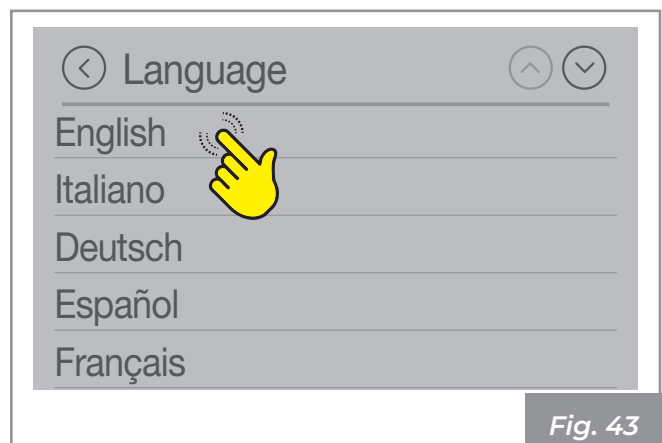 Language
English
Italiano
Deutsch
Español
Français
Fig. 43